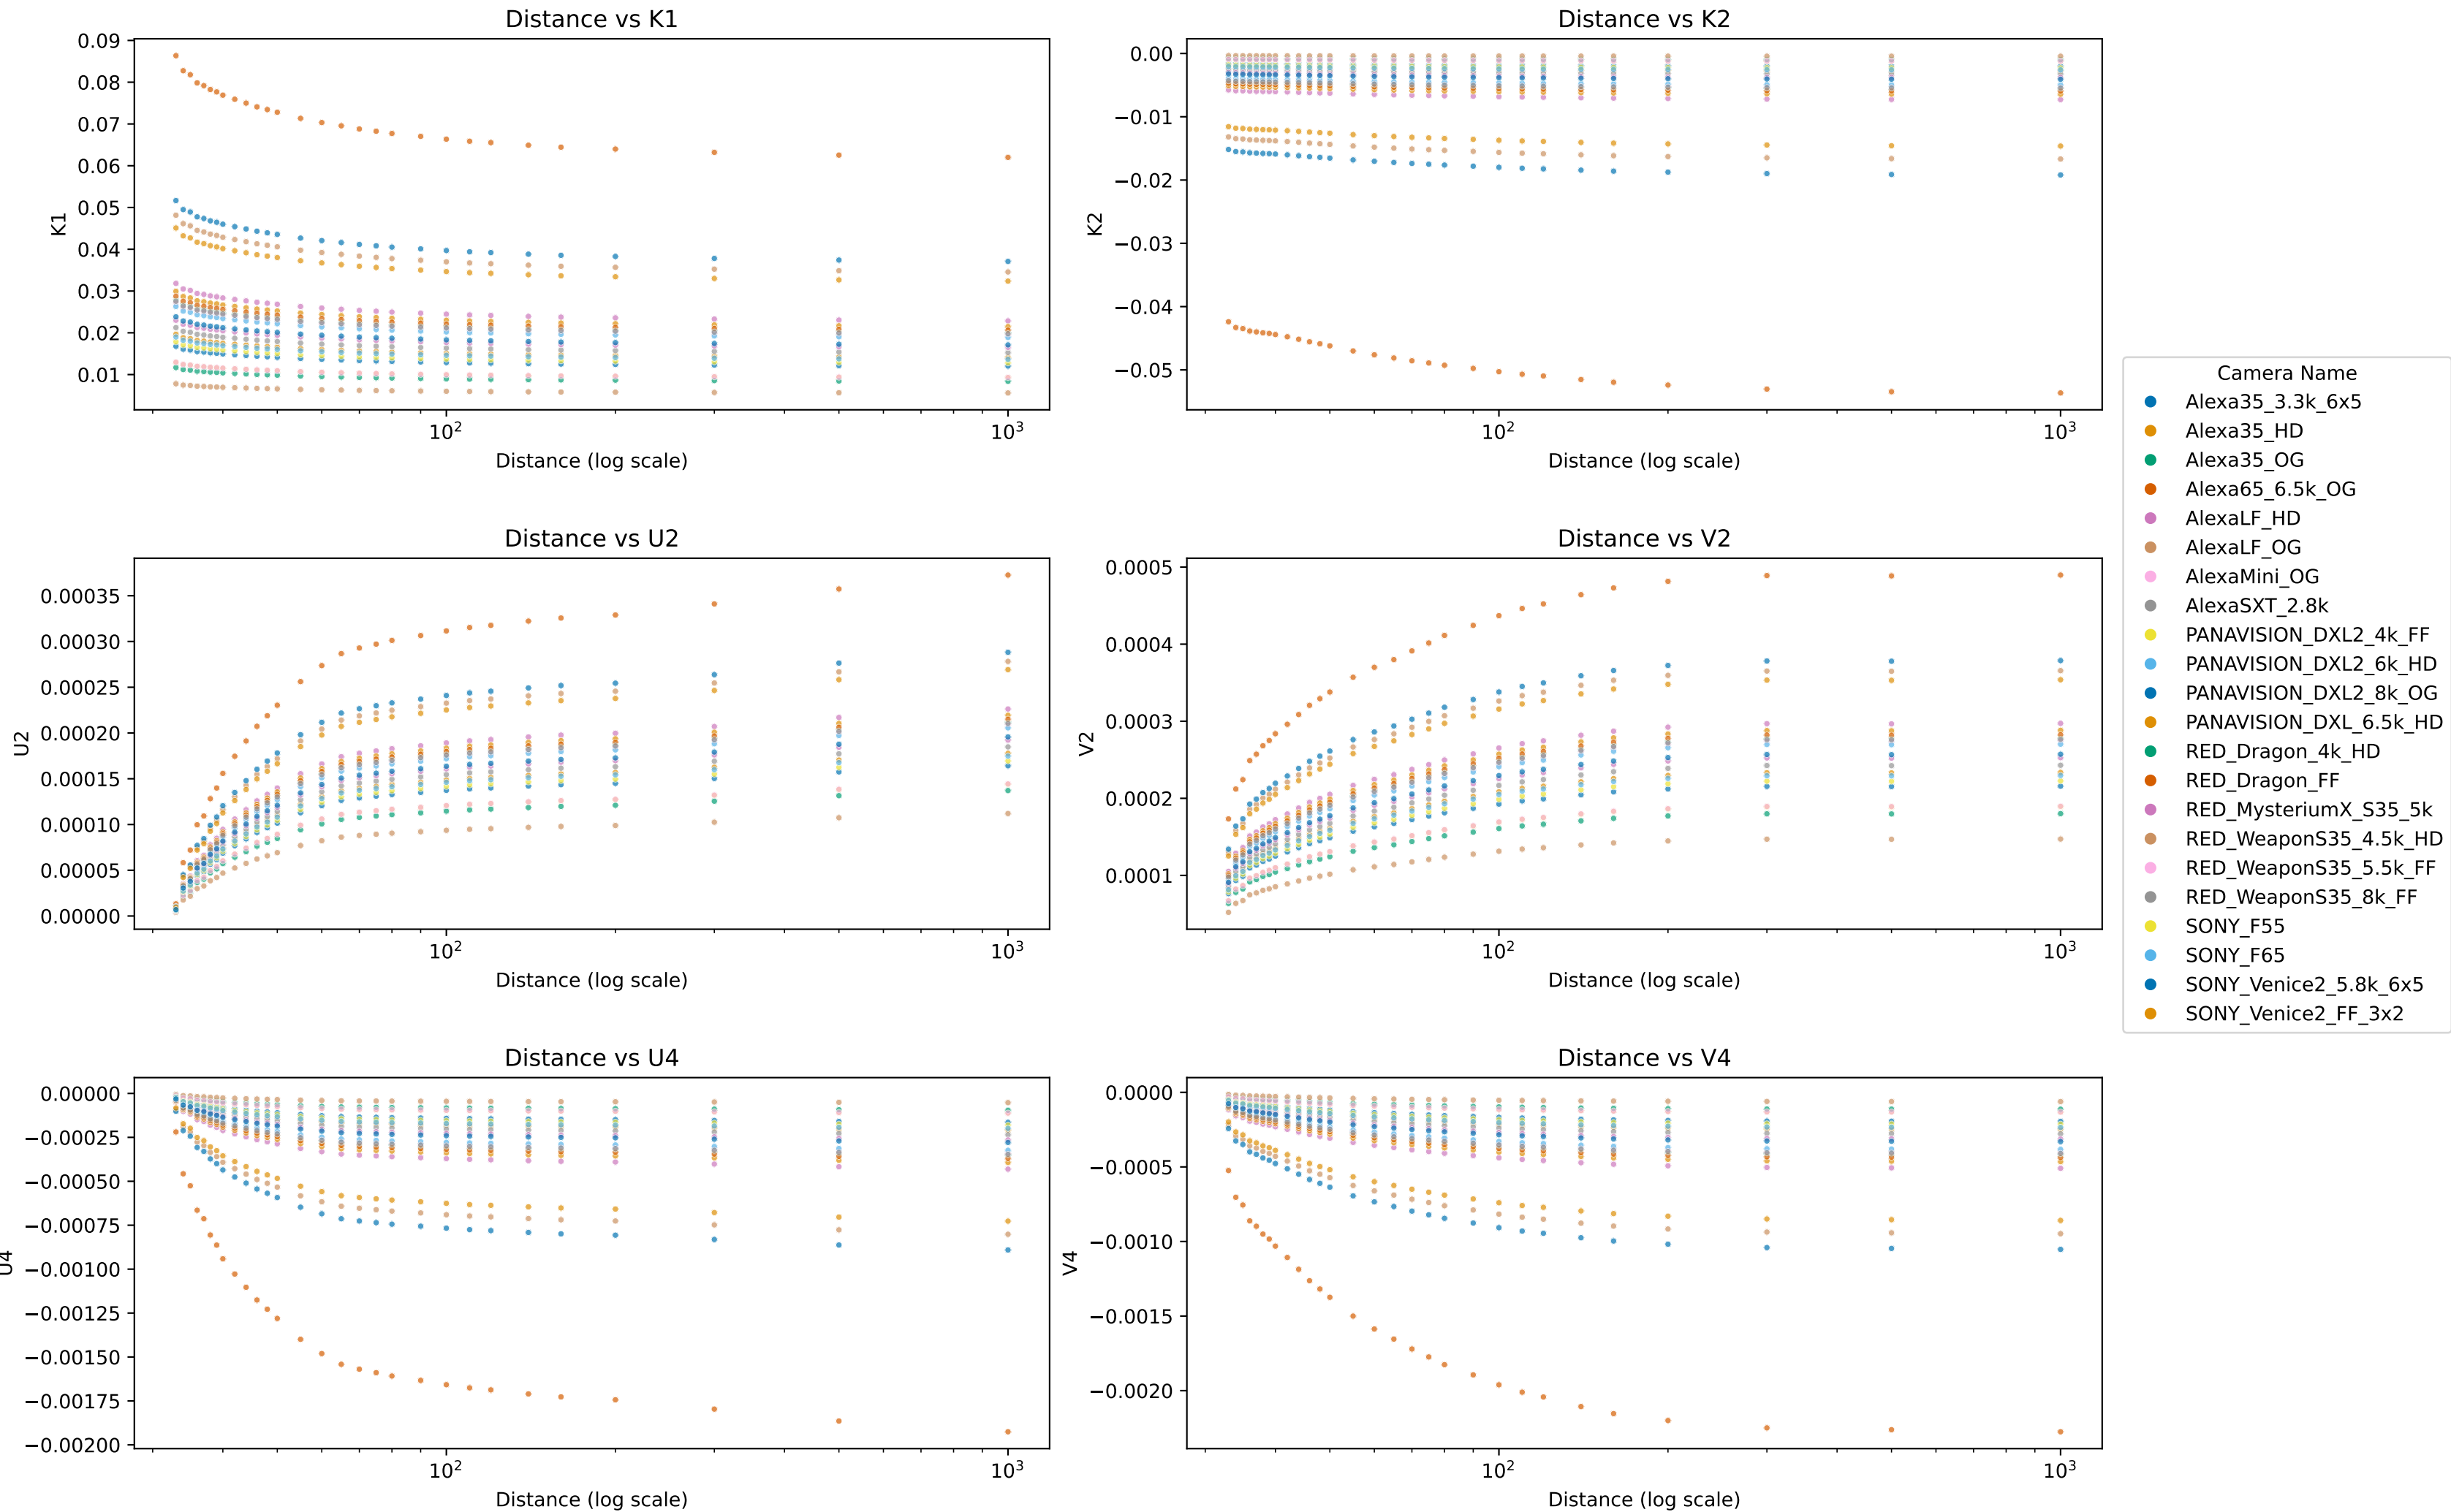 Distance vs K1
0.09
0.08
0.07
0.06
0.05
0.04
0.03
0.02
0.01
K1
10²
10³
Distance (log scale)
Distance vs K2
0.00
−0.01
−0.02
−0.03
−0.04
−0.05
K2
10²
10³
Distance (log scale)
Distance vs U2
0.00035
0.00030
0.00025
0.00020
0.00015
0.00010
0.00005
0.00000
U2
10²
10³
Distance (log scale)
Distance vs V2
0.0005
0.0004
0.0003
0.0002
0.0001
V2
10²
10³
Distance (log scale)
Distance vs U4
0.00000
−0.00025
−0.00050
−0.00075
−0.00100
−0.00125
−0.00150
−0.00175
−0.00200
U4
10²
10³
Distance (log scale)
Distance vs V4
0.0000
−0.0005
−0.0010
−0.0015
−0.0020
V4
10²
10³
Distance (log scale)
Camera Name
Alexa35_3.3k_6x5
Alexa35_HD
Alexa35_OG
Alexa65_6.5k_OG
AlexaLF_HD
AlexaLF_OG
AlexaMini_OG
AlexaSXT_2.8k
PANAVISION_DXL2_4k_FF
PANAVISION_DXL2_6k_HD
PANAVISION_DXL2_8k_OG
PANAVISION_DXL_6.5k_HD
RED_Dragon_4k_HD
RED_Dragon_FF
RED_MysteriumX_S35_5k
RED_WeaponS35_4.5k_HD
RED_WeaponS35_5.5k_FF
RED_WeaponS35_8k_FF
SONY_F55
SONY_F65
SONY_Venice2_5.8k_6x5
SONY_Venice2_FF_3x2